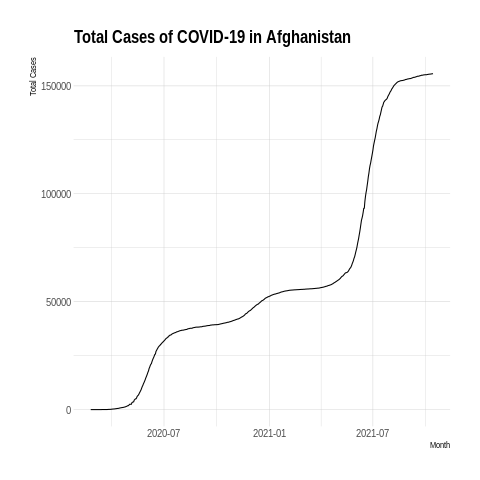 Total Cases of COVID-19 in Afghanistan
Total Cases
150000
100000
50000
0
2020-07
2021-01
2021-07
Month